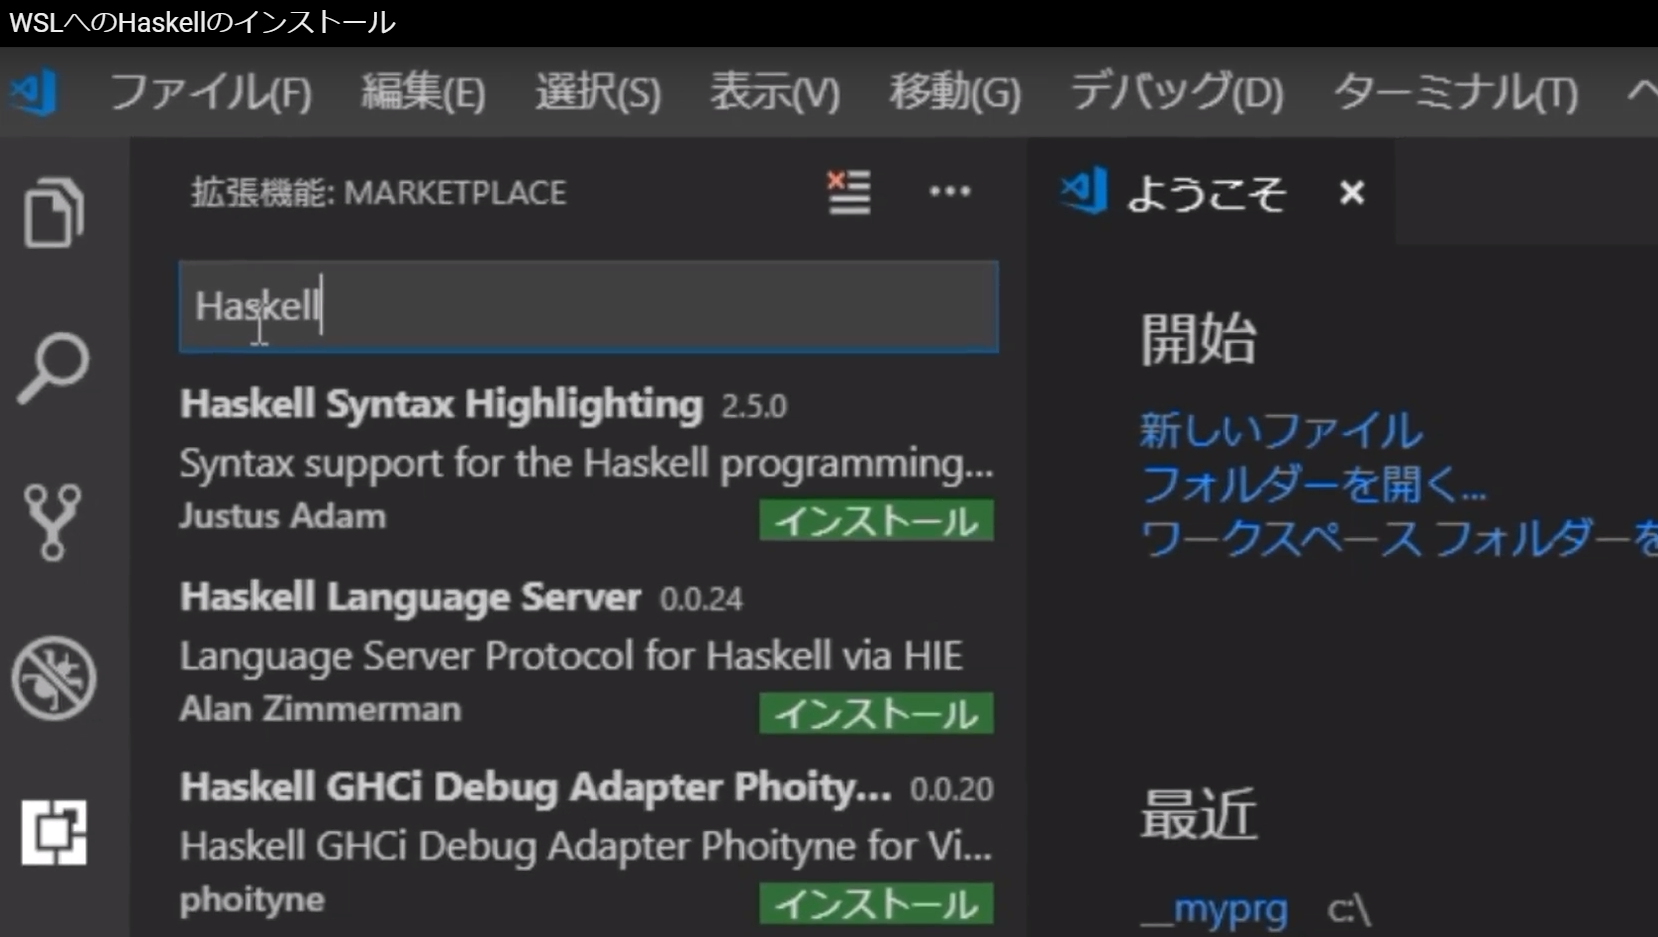 WSLへのHaskellのインストール
ファイル(F) 編集(E) 選択(S) 表示(V) 移動(G) デバッグ(D) ターミナル(T) ヘ
拡張機能: MARKETPLACE
Haskell
Haskell Syntax Highlighting 2.5.0
Syntax support for the Haskell programming...
Justus Adam インストール
Haskell Language Server 0.0.24
Language Server Protocol for Haskell via HIE
Alan Zimmerman インストール
Haskell GHCi Debug Adapter Phoity... 0.0.20
Haskell GHCi Debug Adapter Phoityne for Vi...
phoityne インストール
ようこそ
開始
新しいファイル
フォルダーを開く...
ワークスペース フォルダーを
最近
__myprg c:\